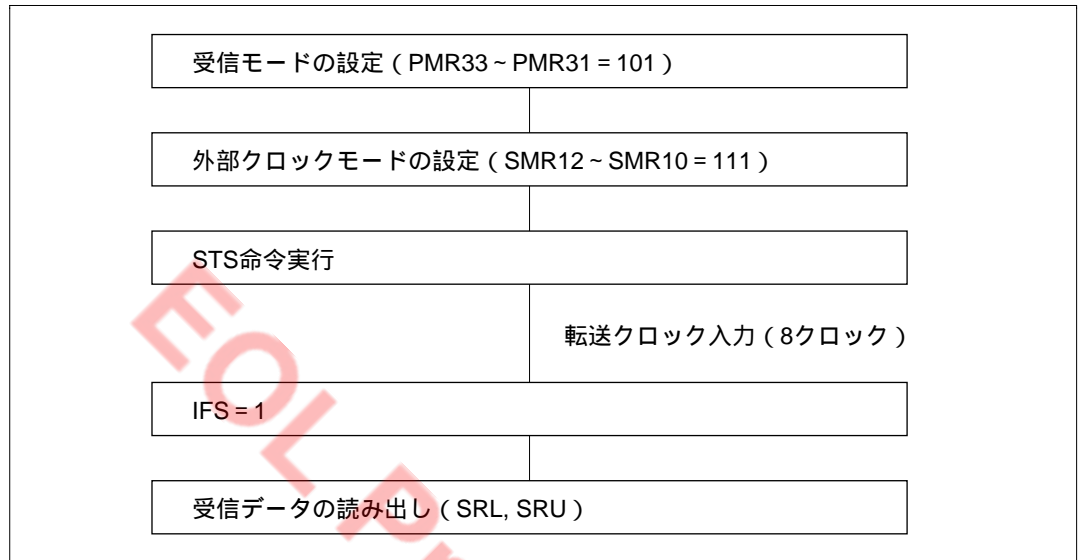 受信モードの設定(PMR33~PMR31=101)
外部クロックモードの設定(SMR12~SMR10=111)
STS命令実行
転送クロック入力(8クロック)
IFS=1
受信データの読み出し(SRL, SRU)
EOL Pr